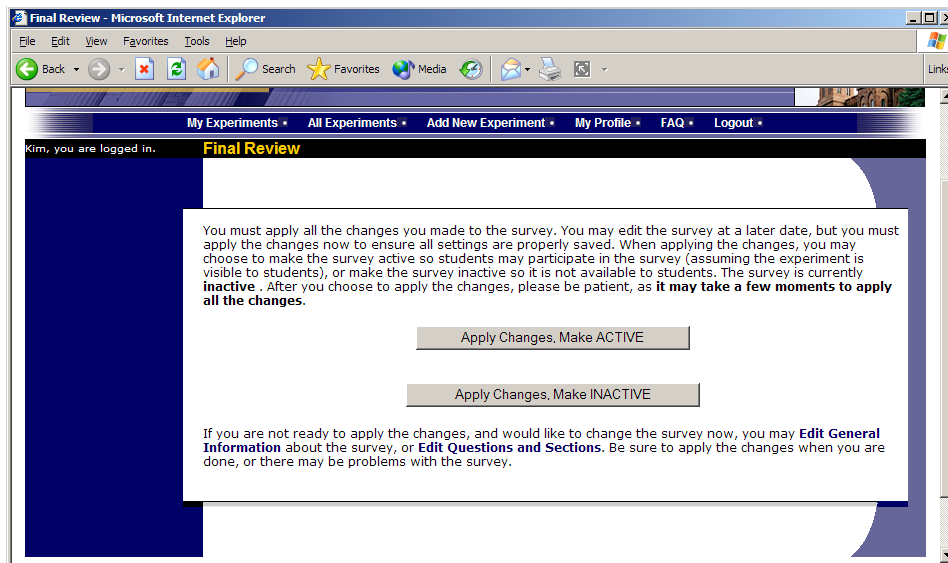 Final Review - Microsoft Internet Explorer
File Edit View Favorites Tools Help
Back Search Favorites Media Links
My Experiments All Experiments Add New Experiment My Profile FAQ Logout
Kim, you are logged in. Final Review
You must apply all the changes you made to the survey. You may edit the survey at a later date, but you must
apply the changes now to ensure all settings are properly saved. When applying the changes, you may
choose to make the survey active so students may participate in the survey (assuming the experiment is
visible to students), or make the survey inactive so it is not available to students. The survey is currently
inactive . After you choose to apply the changes, please be patient, as it may take a few moments to apply
all the changes.
Apply Changes, Make ACTIVE
Apply Changes, Make INACTIVE
If you are not ready to apply the changes, and would like to change the survey now, you may Edit General
Information about the survey, or Edit Questions and Sections. Be sure to apply the changes when you are
done, or there may be problems with the survey.